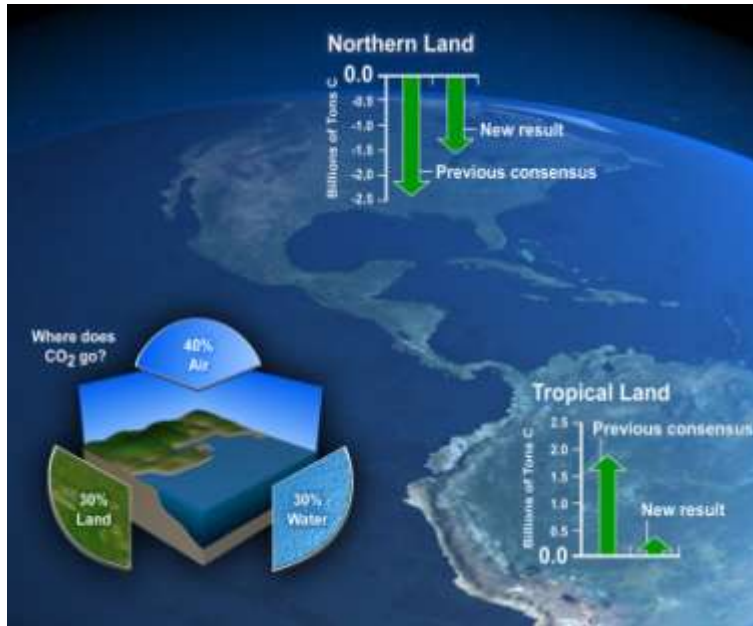 Northern Land
Billions of Tons C
0.0
-0.5
-1.0
-1.5
-2.0
-2.5
New result
Previous consensus
Where does
CO2 go?
40%
Air
30%
Land
30%
Water
Tropical Land
Billions of Tons C
2.5
2.0
1.5
1.0
0.5
0.0
Previous consensus
New result